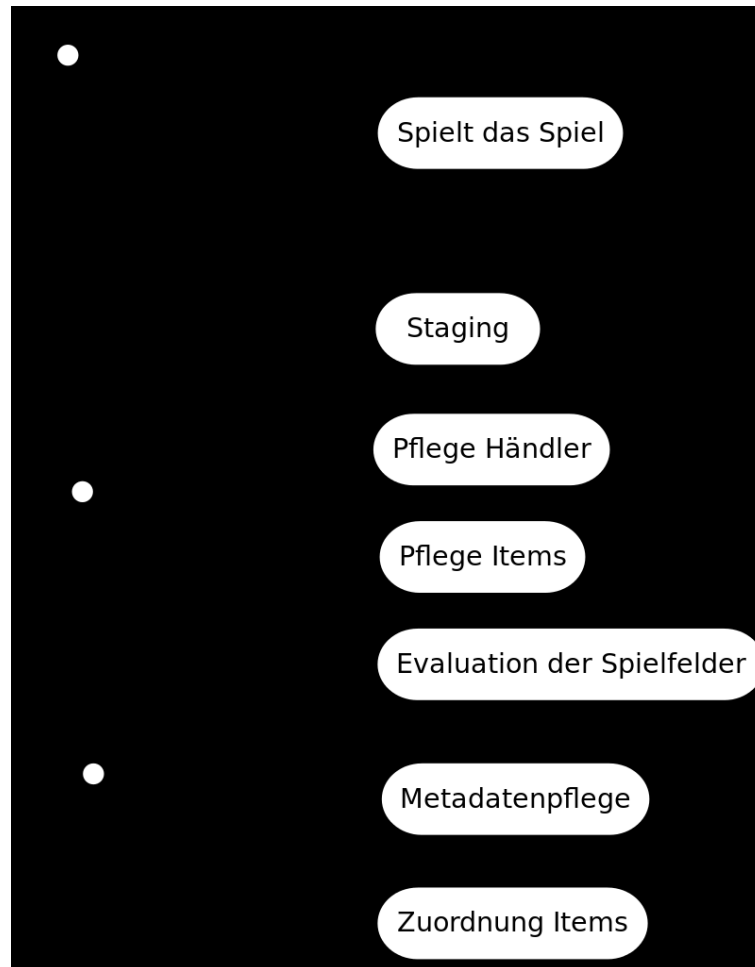 Spielt das Spiel
Staging
Pflege Händler
Pflege Items
Evaluation der Spielfelder
Metadatenpflege
Zuordnung Items